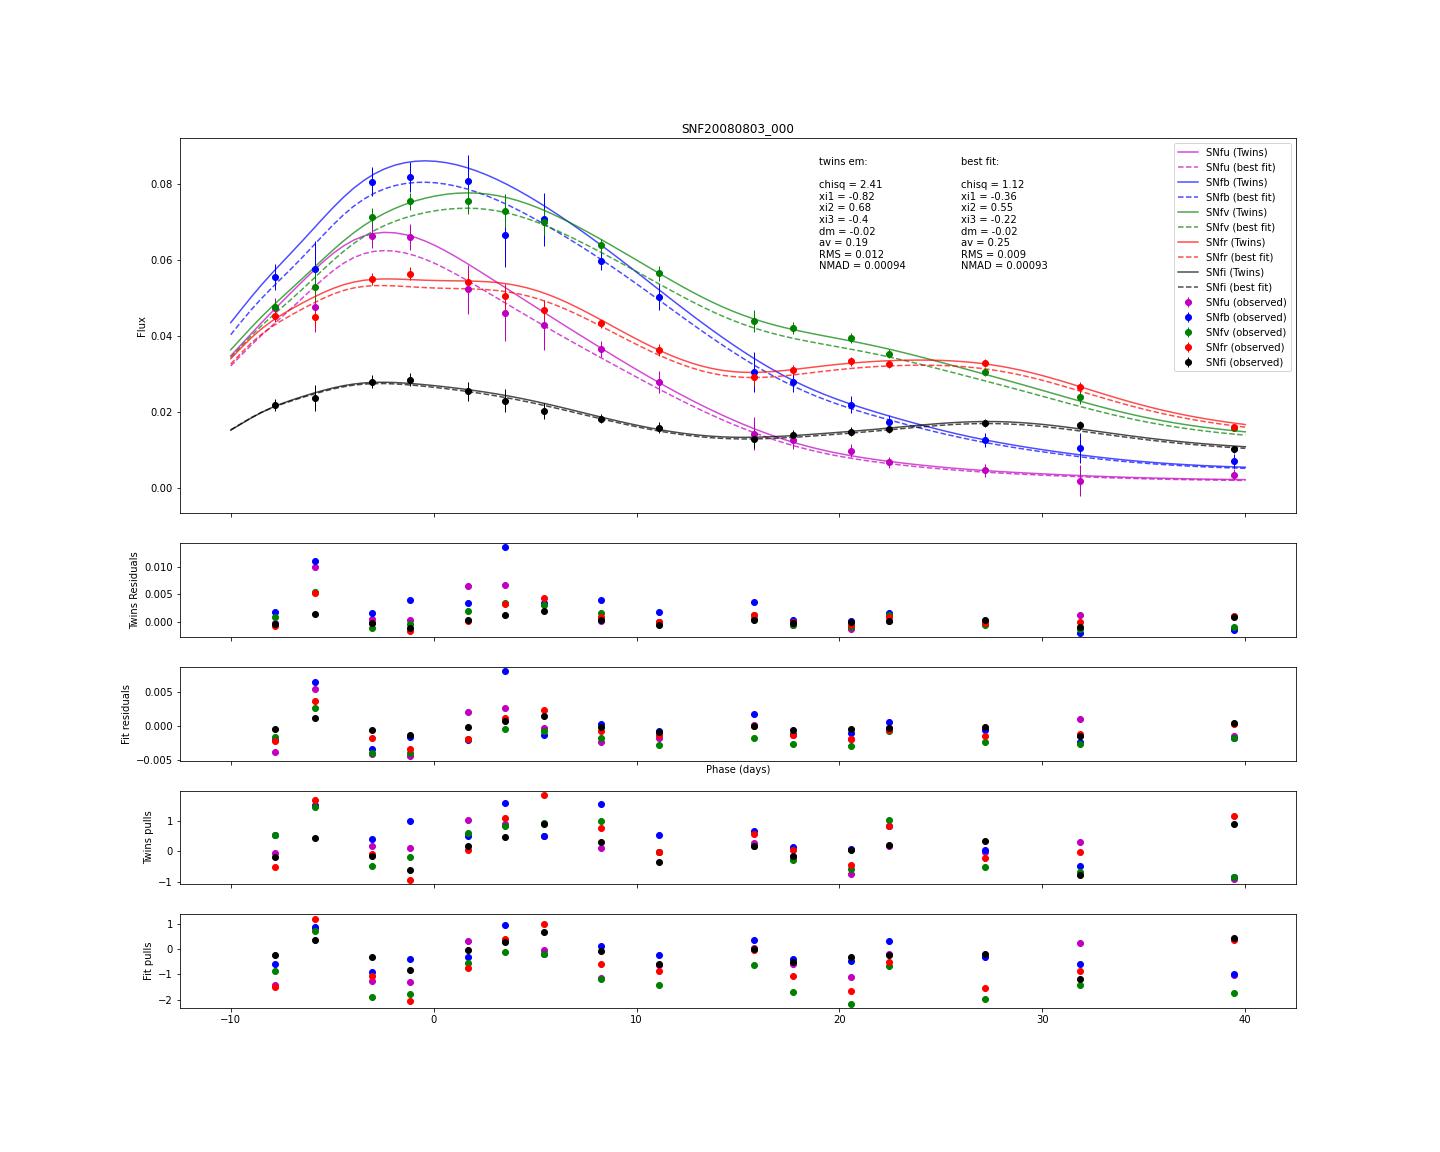 SNF20080803_000
twins em:
chisq = 2.41
xi1 = -0.82
xi2 = 0.68
xi3 = -0.4
dm = -0.02
av = 0.19
RMS = 0.012
NMAD = 0.00094
best fit:
chisq = 1.12
xi1 = -0.36
xi2 = 0.55
xi3 = -0.22
dm = -0.02
av = 0.25
RMS = 0.009
NMAD = 0.00093
SNfu (Twins)
SNfu (best fit)
SNfb (Twins)
SNfb (best fit)
SNfv (Twins)
SNfv (best fit)
SNfr (Twins)
SNfr (best fit)
SNfi (Twins)
SNfi (best fit)
SNfu (observed)
SNfb (observed)
SNfv (observed)
SNfr (observed)
SNfi (observed)
Flux
0.08
0.06
0.04
0.02
0.00
Twins Residuals
0.010
0.005
0.000
Fit residuals
0.005
0.000
−0.005
Phase (days)
Twins pulls
1
0
−1
Fit pulls
1
0
−1
−2
−10
0
10
20
30
40